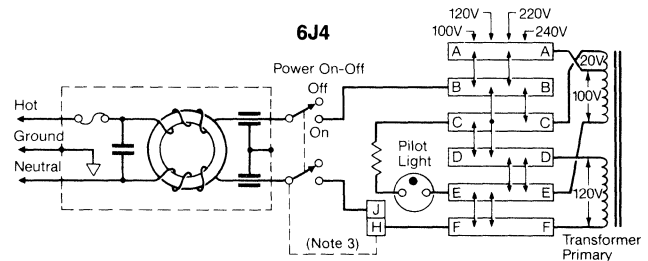 6J4
120V 220V
100V 240V
Power On-Off
Off
On
Hot
Ground
Neutral
A A
B B
C C
D D
E E
F F
20V
100V
120V
Pilot
Light
J
H
(Note 3)
Transformer
Primary